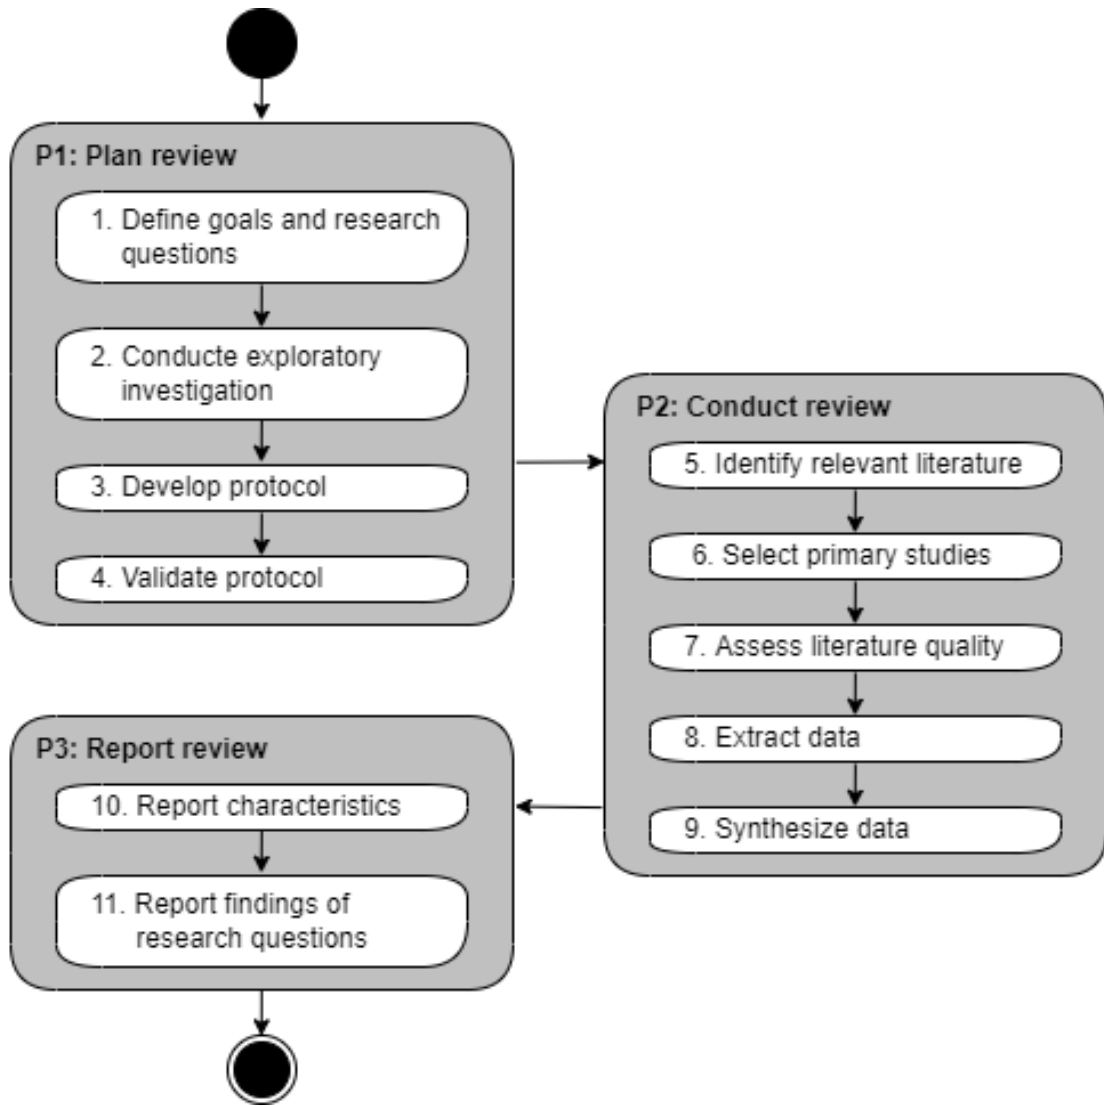 P1: Plan review
1. Define goals and research
questions
2. Conducte exploratory
investigation
3. Develop protocol
4. Validate protocol
P2: Conduct review
5. Identify relevant literature
6. Select primary studies
7. Assess literature quality
8. Extract data
9. Synthesize data
P3: Report review
10. Report characteristics
11. Report findings of
research questions